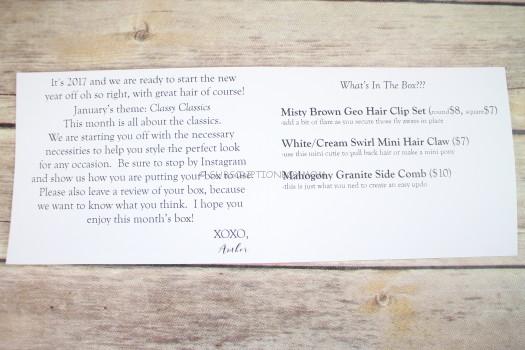 It's 2017 and we are ready to start the new
year off oh so right, with great hair of course!
January's theme: Classy Classics
This month is all about the classics.
We are starting you off with the necessary
necessities to help you style the perfect look
for any occasion.  Be sure to stop by Instagram
and show us how you are putting your box to use!
Please also leave a review of your box, because
we want to know what you think.  I hope you
enjoy this month's box!
XOXO,
Amber
What's In The Box???
Misty Brown Geo Hair Clip Set (round$8, square$7)
-add a bit of flare as you secure those fly aways in place
White/Cream Swirl Mini Hair Claw ($7)
-use this mini cutie to pull back hair or make a mini pony
Mahogony Granite Side Comb ($10)
-this is just what you need to create an easy updo